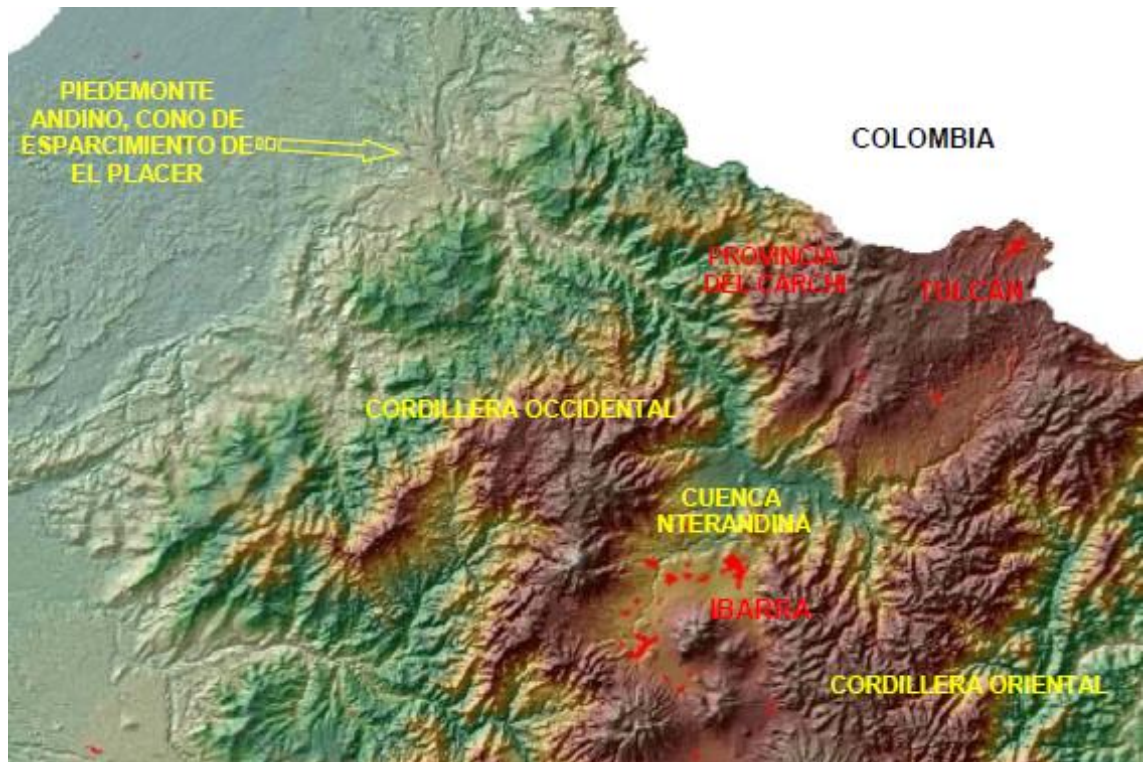 PIEDEMONTE
ANDINO, CONO DE
ESPARCIMIENTO DE
EL PLACER
COLOMBIA
PROVINCIA
DEL CARCHI
TULCAN
CORDILLERA OCCIDENTAL
CUENCA
NTERANDINA
IBARRA
CORDILLERA ORIENTAL